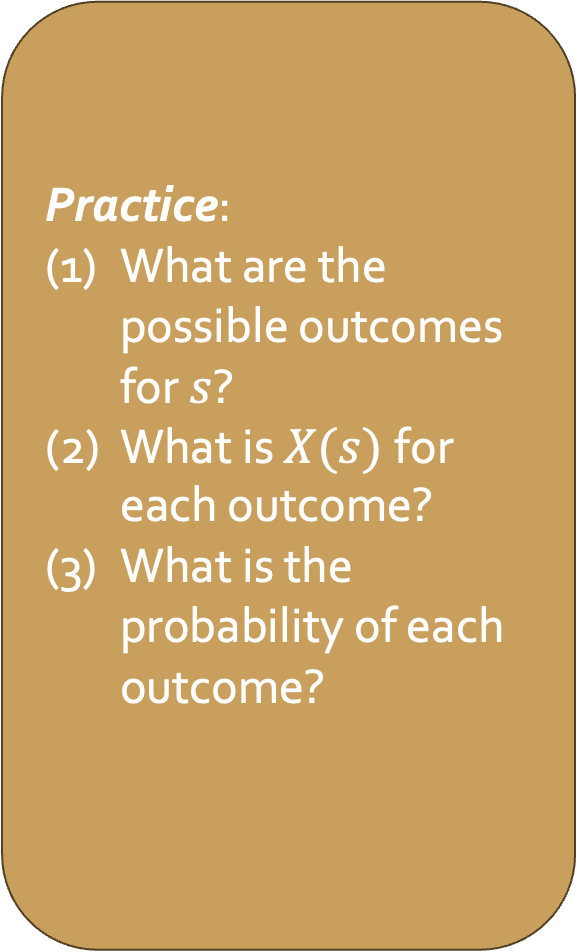 Practice:
(1) What are the
possible outcomes
for s?
(2) What is X(s) for
each outcome?
(3) What is the
probability of each
outcome?